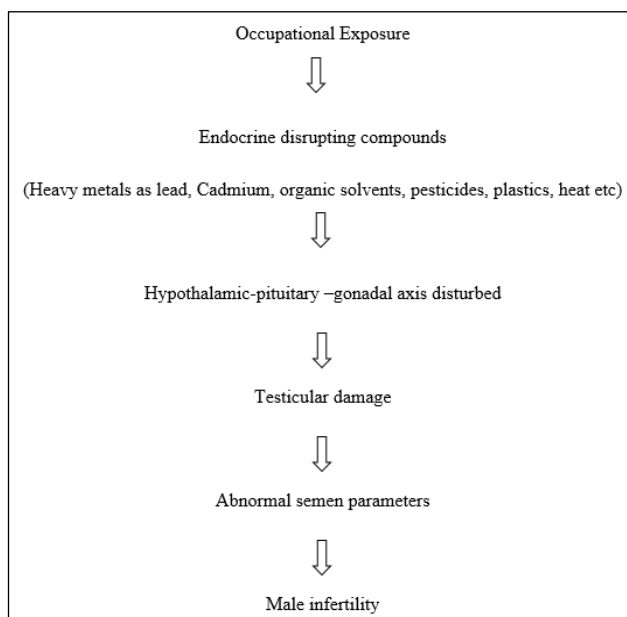 Occupational Exposure
Endocrine disrupting compounds
(Heavy metals as lead, Cadmium, organic solvents, pesticides, plastics, heat etc)
Hypothalamic-pituitary –gonadal axis disturbed
Testicular damage
Abnormal semen parameters
Male infertility